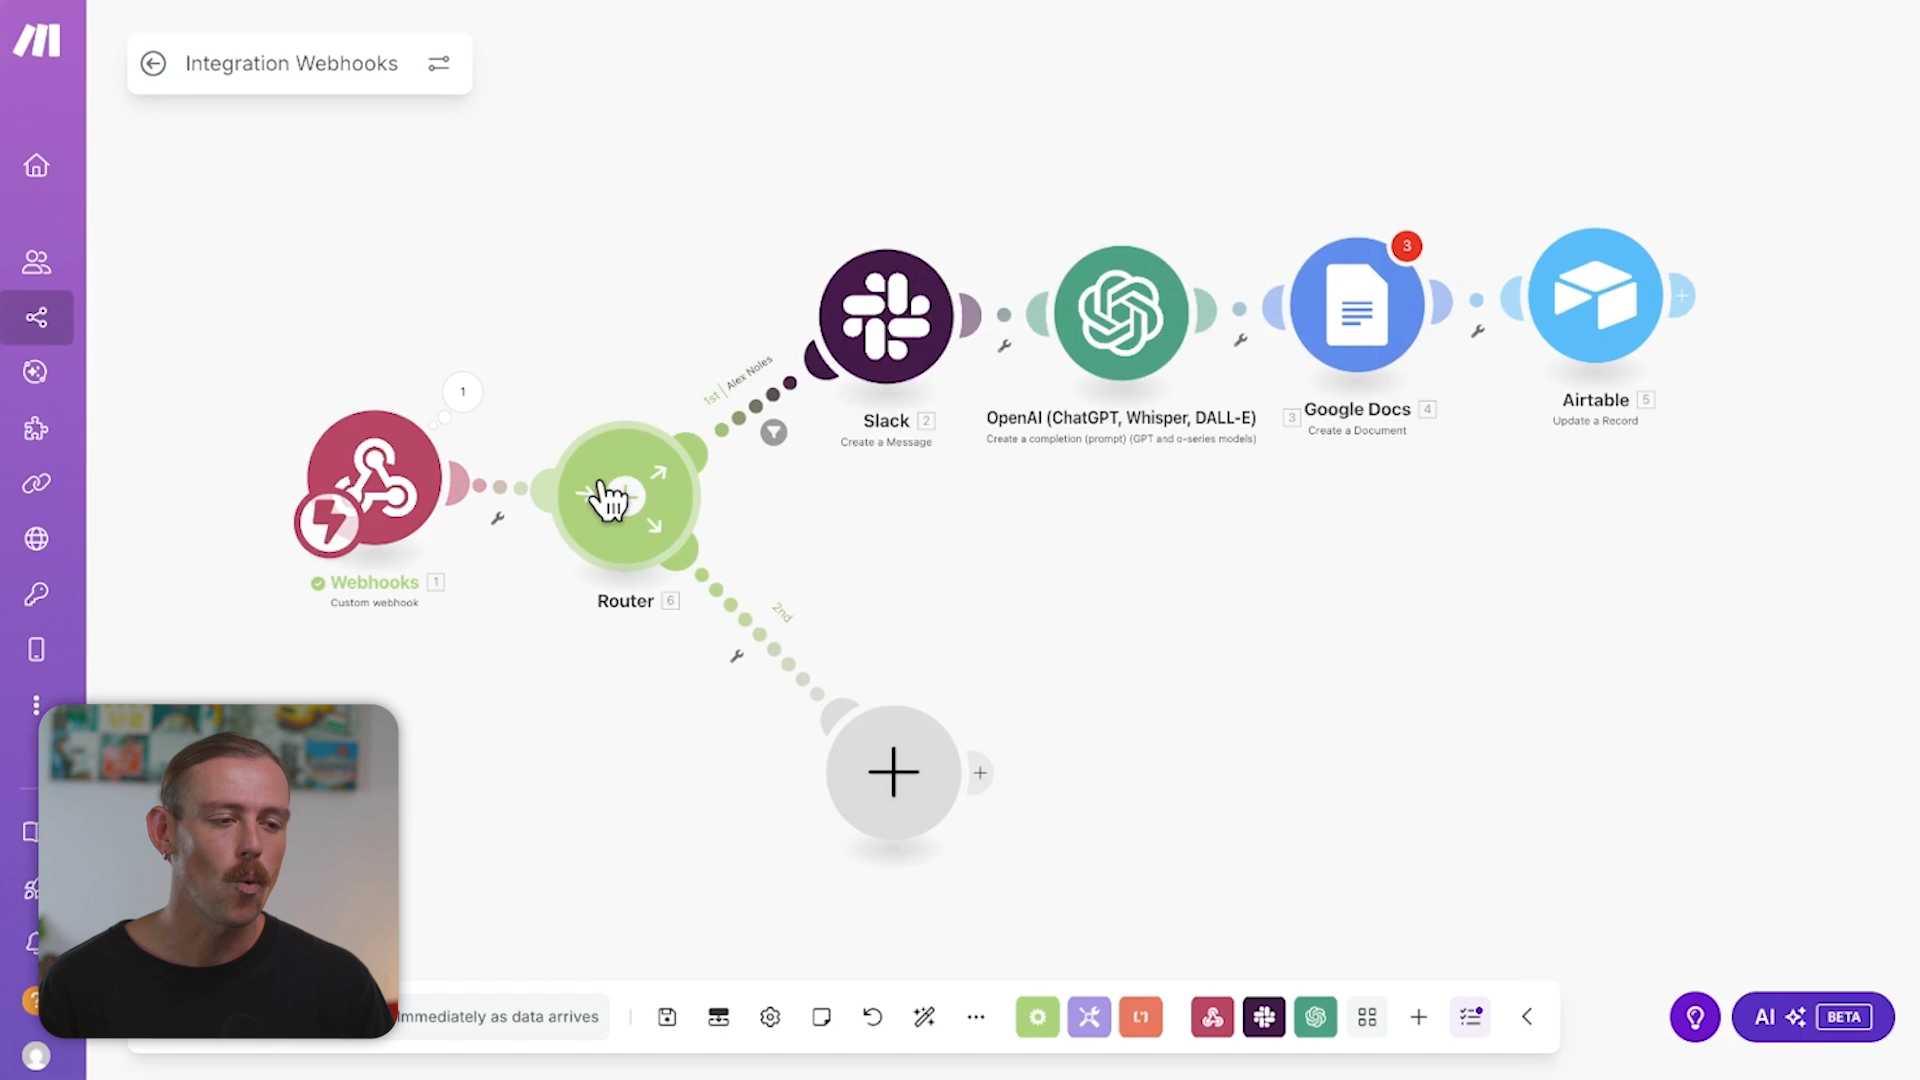 Integration Webhooks
3
1
1st | Alex Noles
Slack 2
Create a Message
OpenAI (ChatGPT, Whisper, DALL-E) 3
Create a completion (prompt) (GPT and o-series models)
Google Docs 4
Create a Document
Airtable 5
Update a Record
Webhooks 1
Custom webhook
Router 6
2nd
Immediately as data arrives
AI BETA